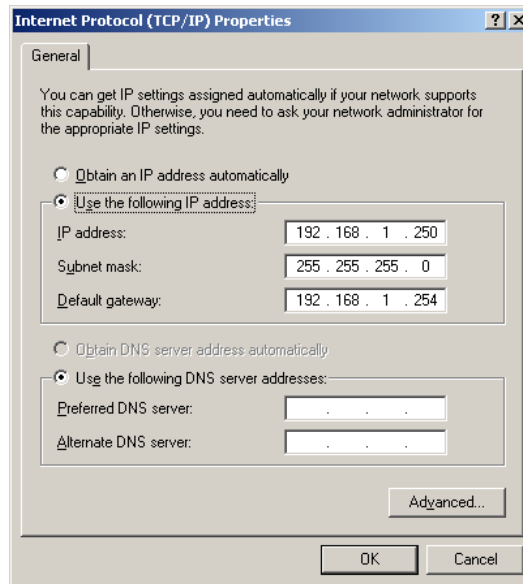 Internet Protocol (TCP/IP) Properties
General
You can get IP settings assigned automatically if your network supports
this capability. Otherwise, you need to ask your network administrator for
the appropriate IP settings.
Obtain an IP address automatically
Use the following IP address:
IP address: 192 . 168 . 1 . 250
Subnet mask: 255 . 255 . 255 . 0
Default gateway: 192 . 168 . 1 . 254
Obtain DNS server address automatically
Use the following DNS server addresses:
Preferred DNS server: . . .
Alternate DNS server: . . .
Advanced...
OK Cancel